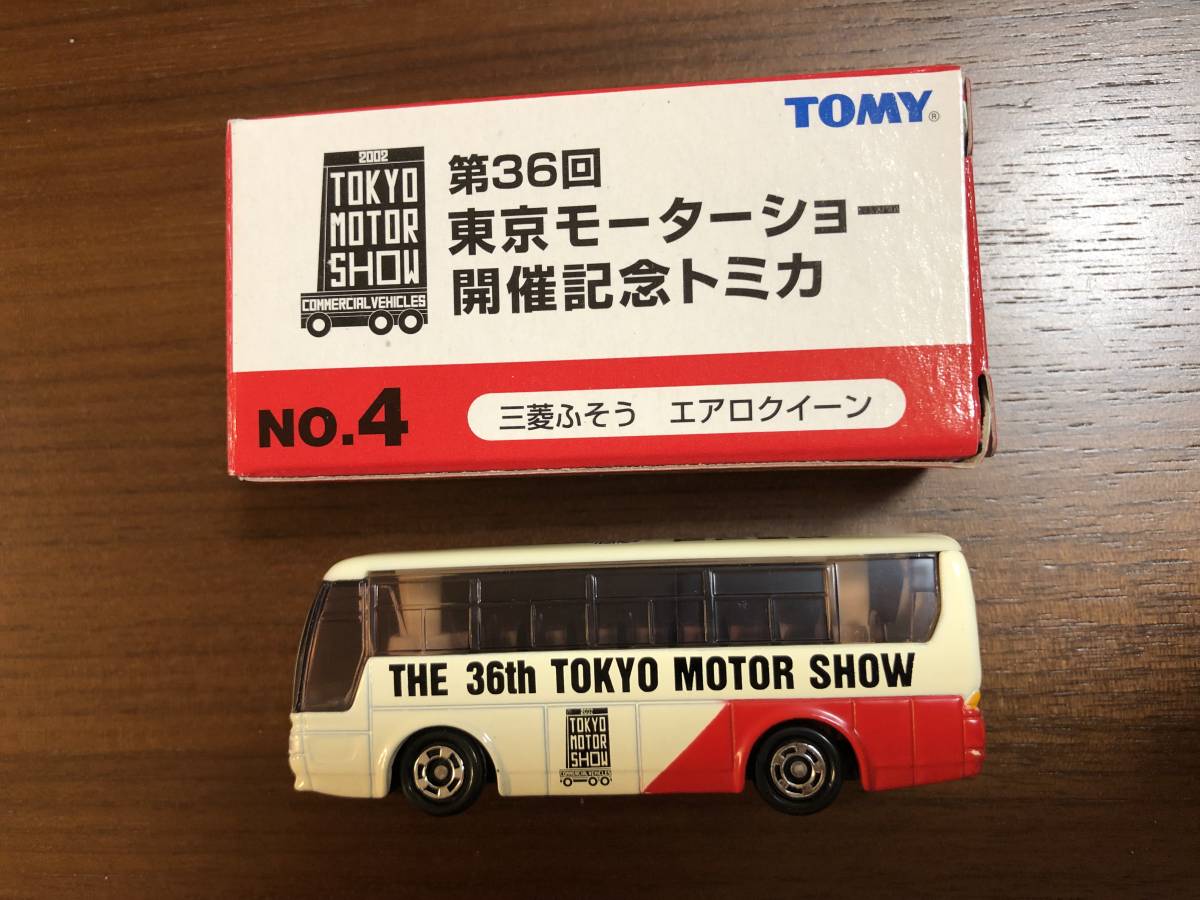 TOMY®
2002
TOKYO
MOTOR
SHOW
COMMERCIAL VEHICLES
第36回
東京モーターショー
開催記念トミカ
NO.4
三菱ふそう エアロクイーン
THE 36th TOKYO MOTOR SHOW
2002
TOKYO
MOTOR
SHOW
COMMERCIAL VEHICLES